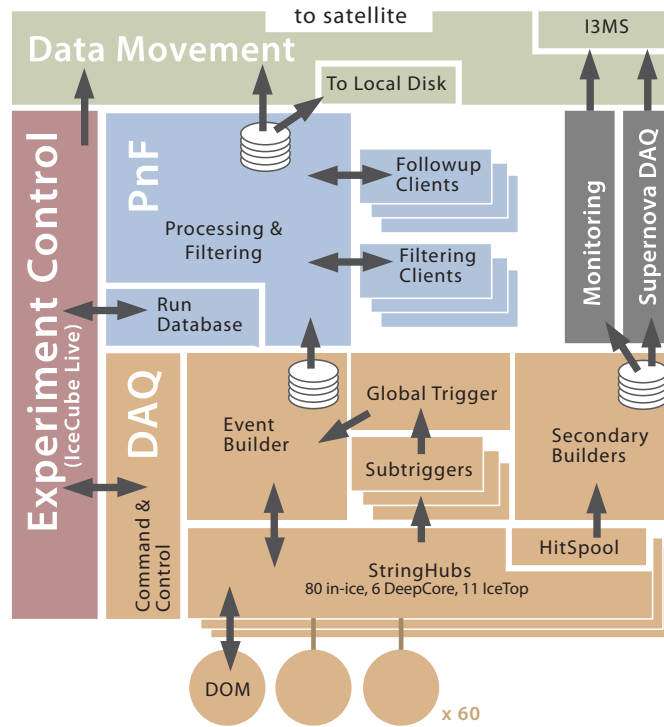 to satellite
Data Movement
I3MS
To Local Disk
Experiment Control
(IceCube Live)
PnF
Processing &
Filtering
Followup
Clients
Filtering
Clients
Monitoring
Supernova DAQ
Run
Database
DAQ
Command &
Control
Event
Builder
Global Trigger
Subtriggers
Secondary
Builders
HitSpool
StringHubs
80 in-ice, 6 DeepCore, 11 IceTop
DOM
x 60